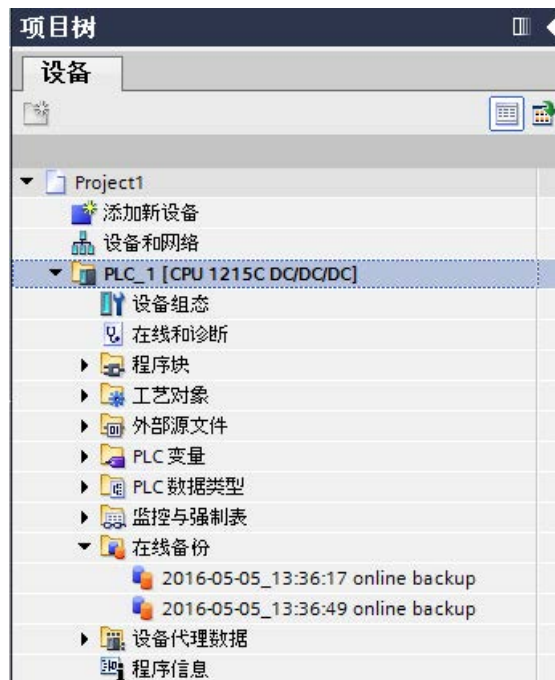 项目树
设备
Project1
添加新设备
设备和网络
PLC_1 [CPU 1215C DC/DC/DC]
设备组态
在线和诊断
程序块
工艺对象
外部源文件
PLC 变量
PLC 数据类型
监控与强制表
在线备份
2016-05-05_13:36:17 online backup
2016-05-05_13:36:49 online backup
设备代理数据
程序信息